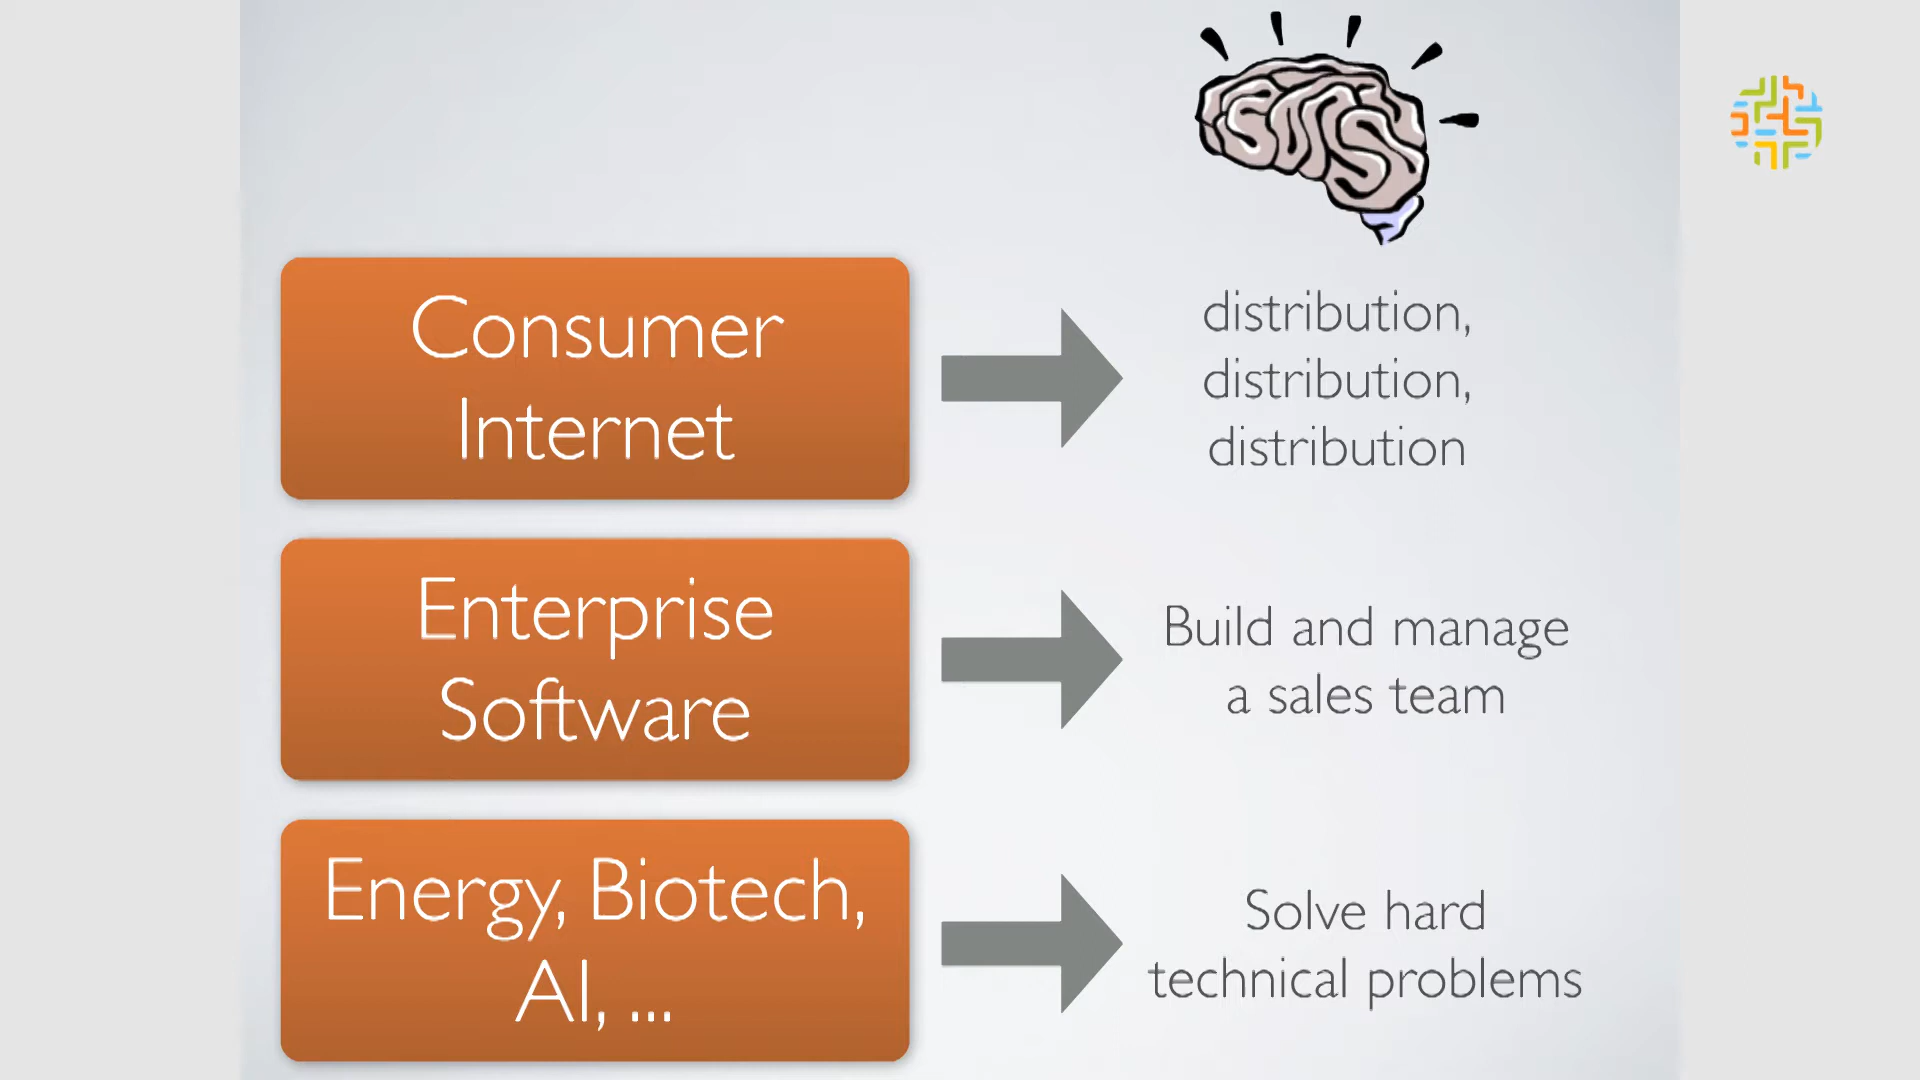 Consumer
Internet
distribution,
distribution,
distribution
Enterprise
Software
Build and manage
a sales team
Energy, Biotech,
AI, ...
Solve hard
technical problems